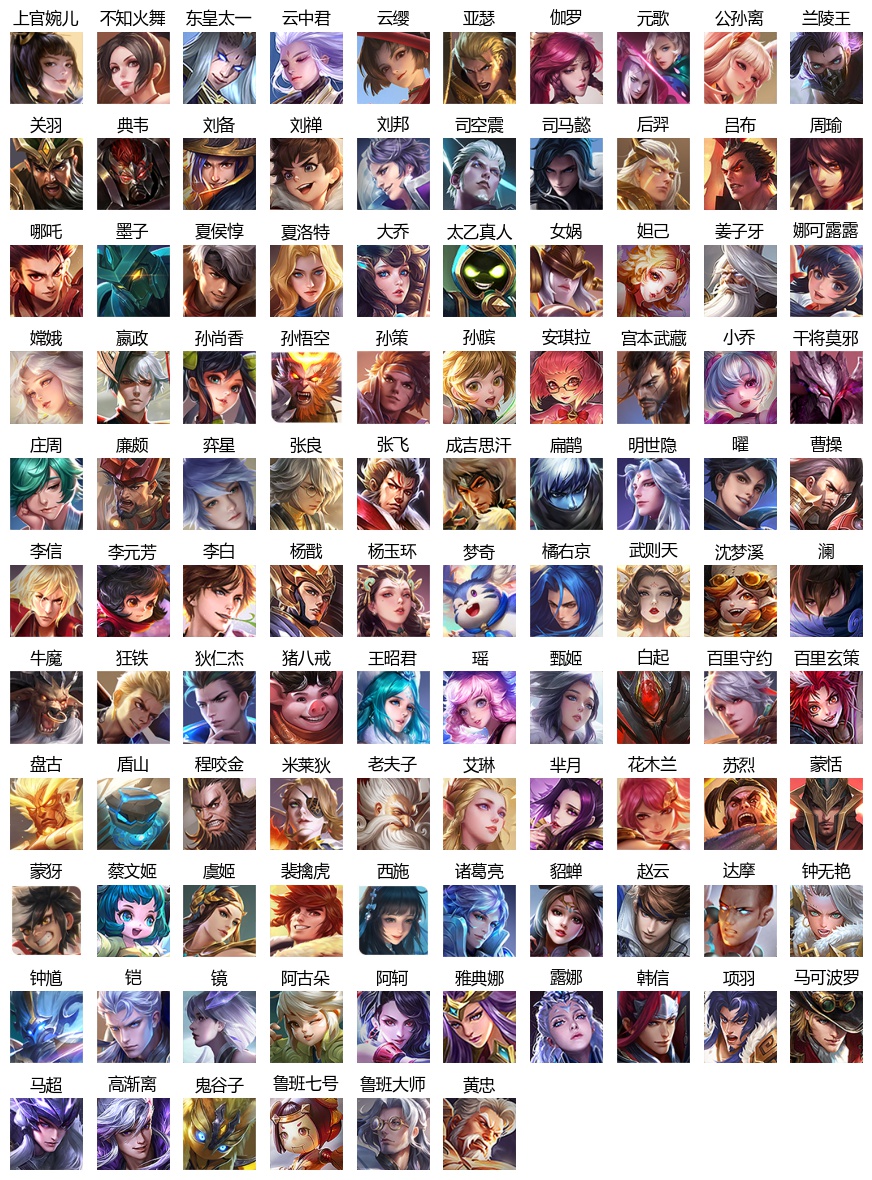 上官婉儿 不知火舞 东皇太一 云中君 云缨 亚瑟 伽罗 元歌 公孙离 兰陵王
关羽 典韦 刘备 刘禅 刘邦 司空震 司马懿 后羿 吕布 周瑜
哪吒 墨子 夏侯惇 夏洛特 大乔 太乙真人 女娲 妲己 姜子牙 娜可露露
嫦娥 嬴政 孙尚香 孙悟空 孙策 孙膑 安琪拉 宫本武藏 小乔 干将莫邪
庄周 廉颇 弈星 张良 张飞 成吉思汗 扁鹊 明世隐 曜 曹操
李信 李元芳 李白 杨戬 杨玉环 梦奇 橘右京 武则天 沈梦溪 澜
牛魔 狂铁 狄仁杰 猪八戒 王昭君 瑶 甄姬 白起 百里守约 百里玄策
盘古 盾山 程咬金 米莱狄 老夫子 艾琳 芈月 花木兰 苏烈 蒙恬
蒙犽 蔡文姬 虞姬 裴擒虎 西施 诸葛亮 貂蝉 赵云 达摩 钟无艳
钟馗 铠 镜 阿古朵 阿轲 雅典娜 露娜 韩信 项羽 马可波罗
马超 高渐离 鬼谷子 鲁班七号 鲁班大师 黄忠